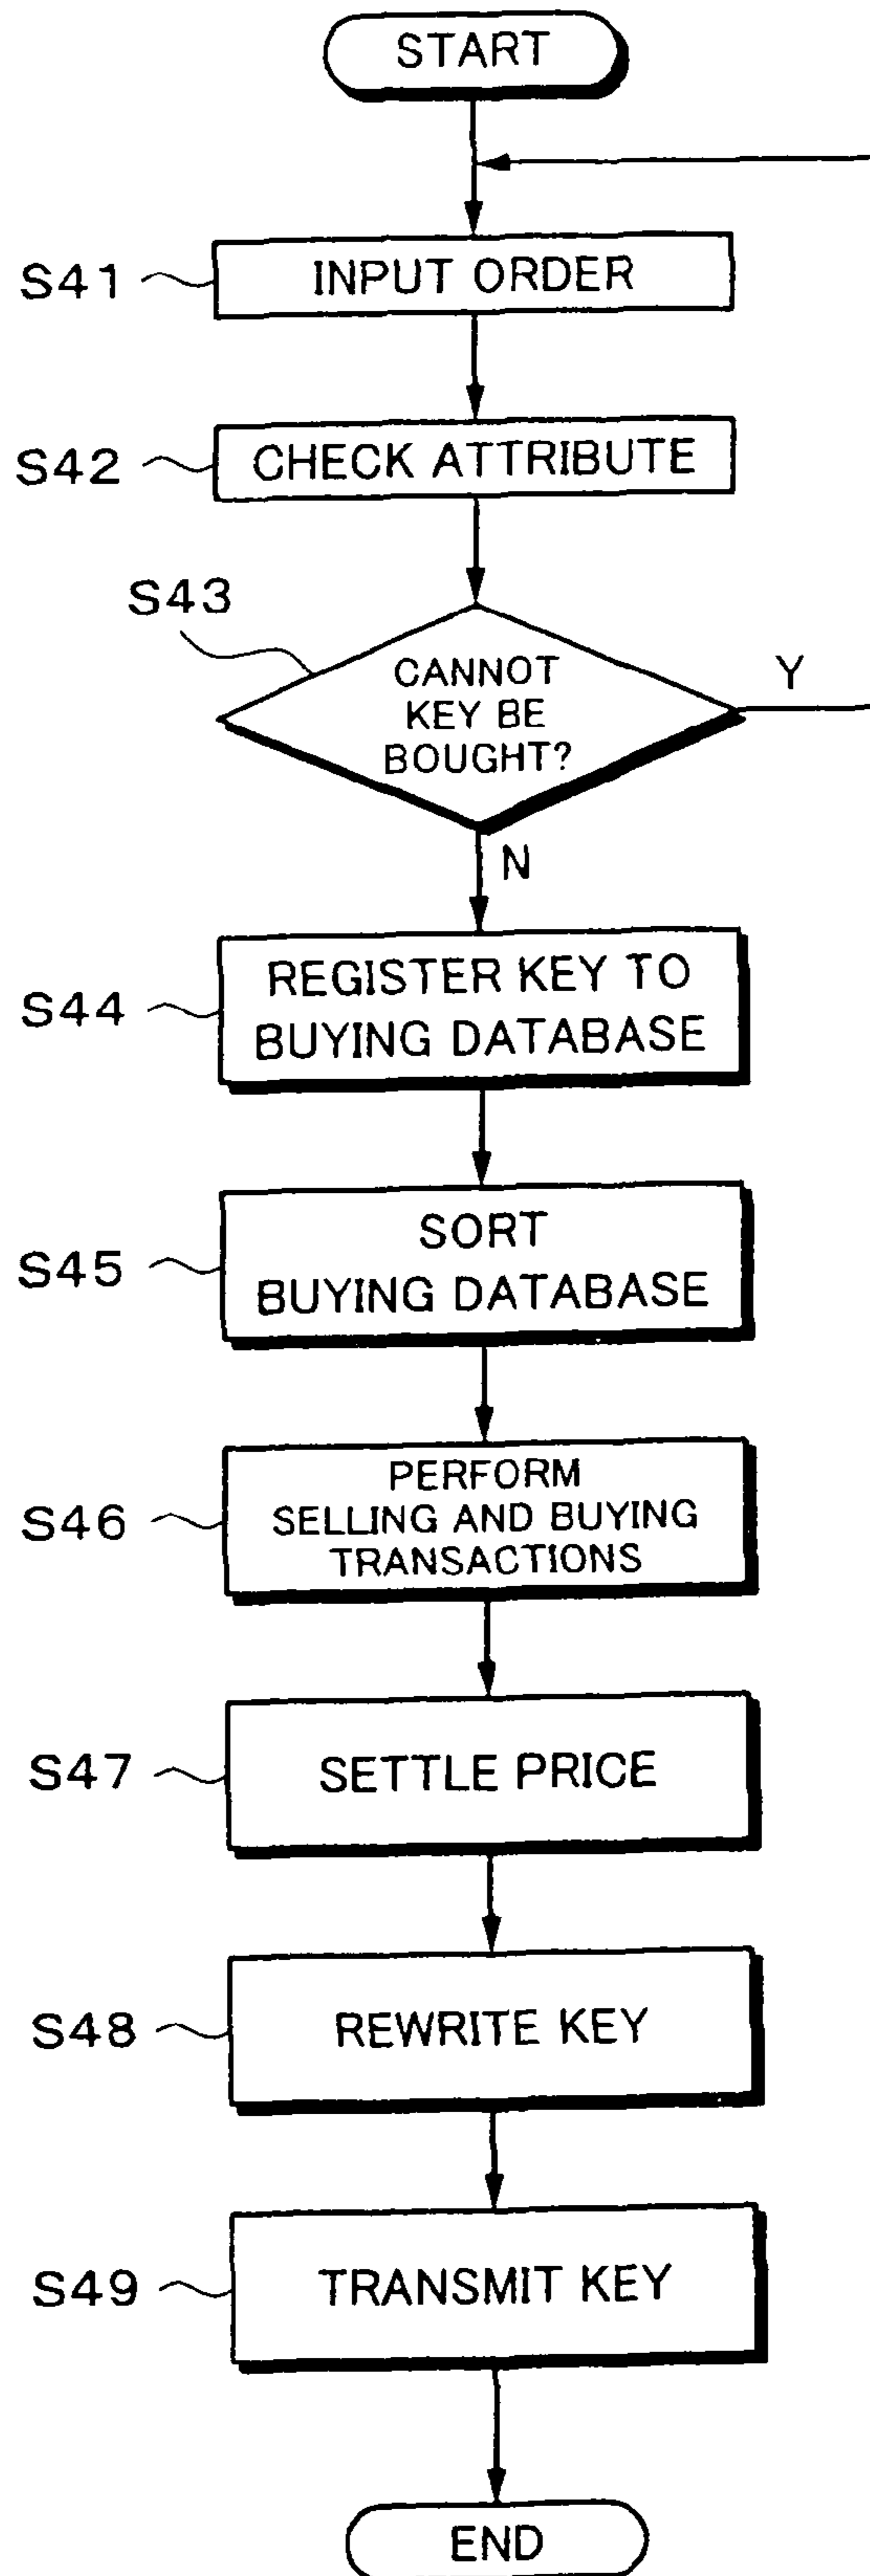 START
S41
INPUT ORDER
S42
CHECK ATTRIBUTE
S43
CANNOT
KEY BE
BOUGHT?
Y
N
S44
REGISTER KEY TO
BUYING DATABASE
S45
SORT
BUYING DATABASE
S46
PERFORM
SELLING AND BUYING
TRANSACTIONS
S47
SETTLE PRICE
S48
REWRITE KEY
S49
TRANSMIT KEY
END